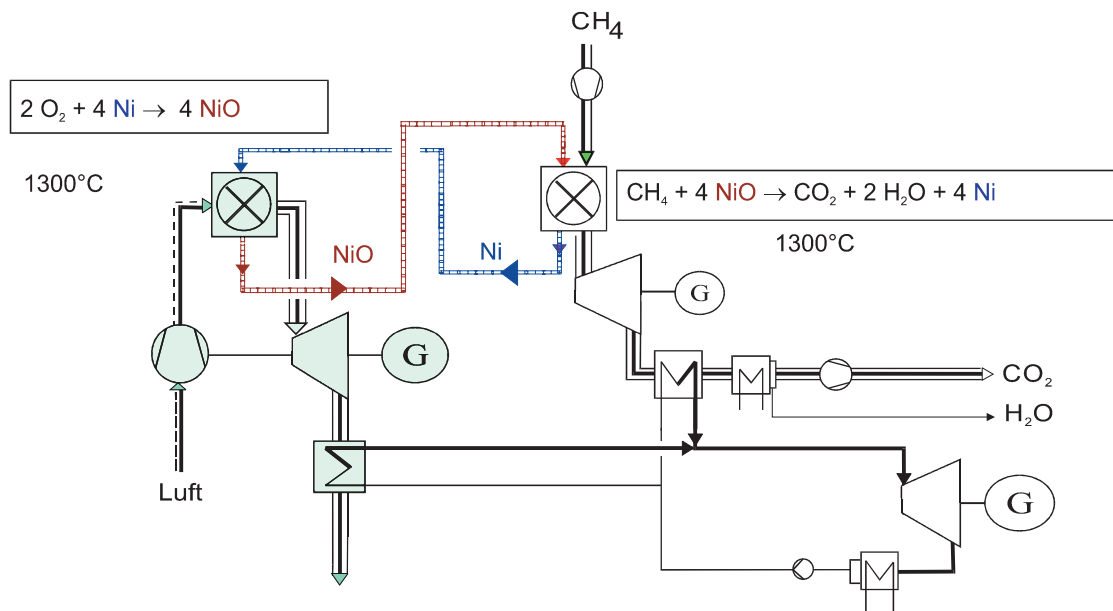 CH4
2 O₂ + 4 Ni → 4 NiO
1300°C
CH₄ + 4 NiO → CO₂ + 2 H₂O + 4 Ni
1300°C
NiO
Ni
G
G
CO₂
H₂O
Luft
G